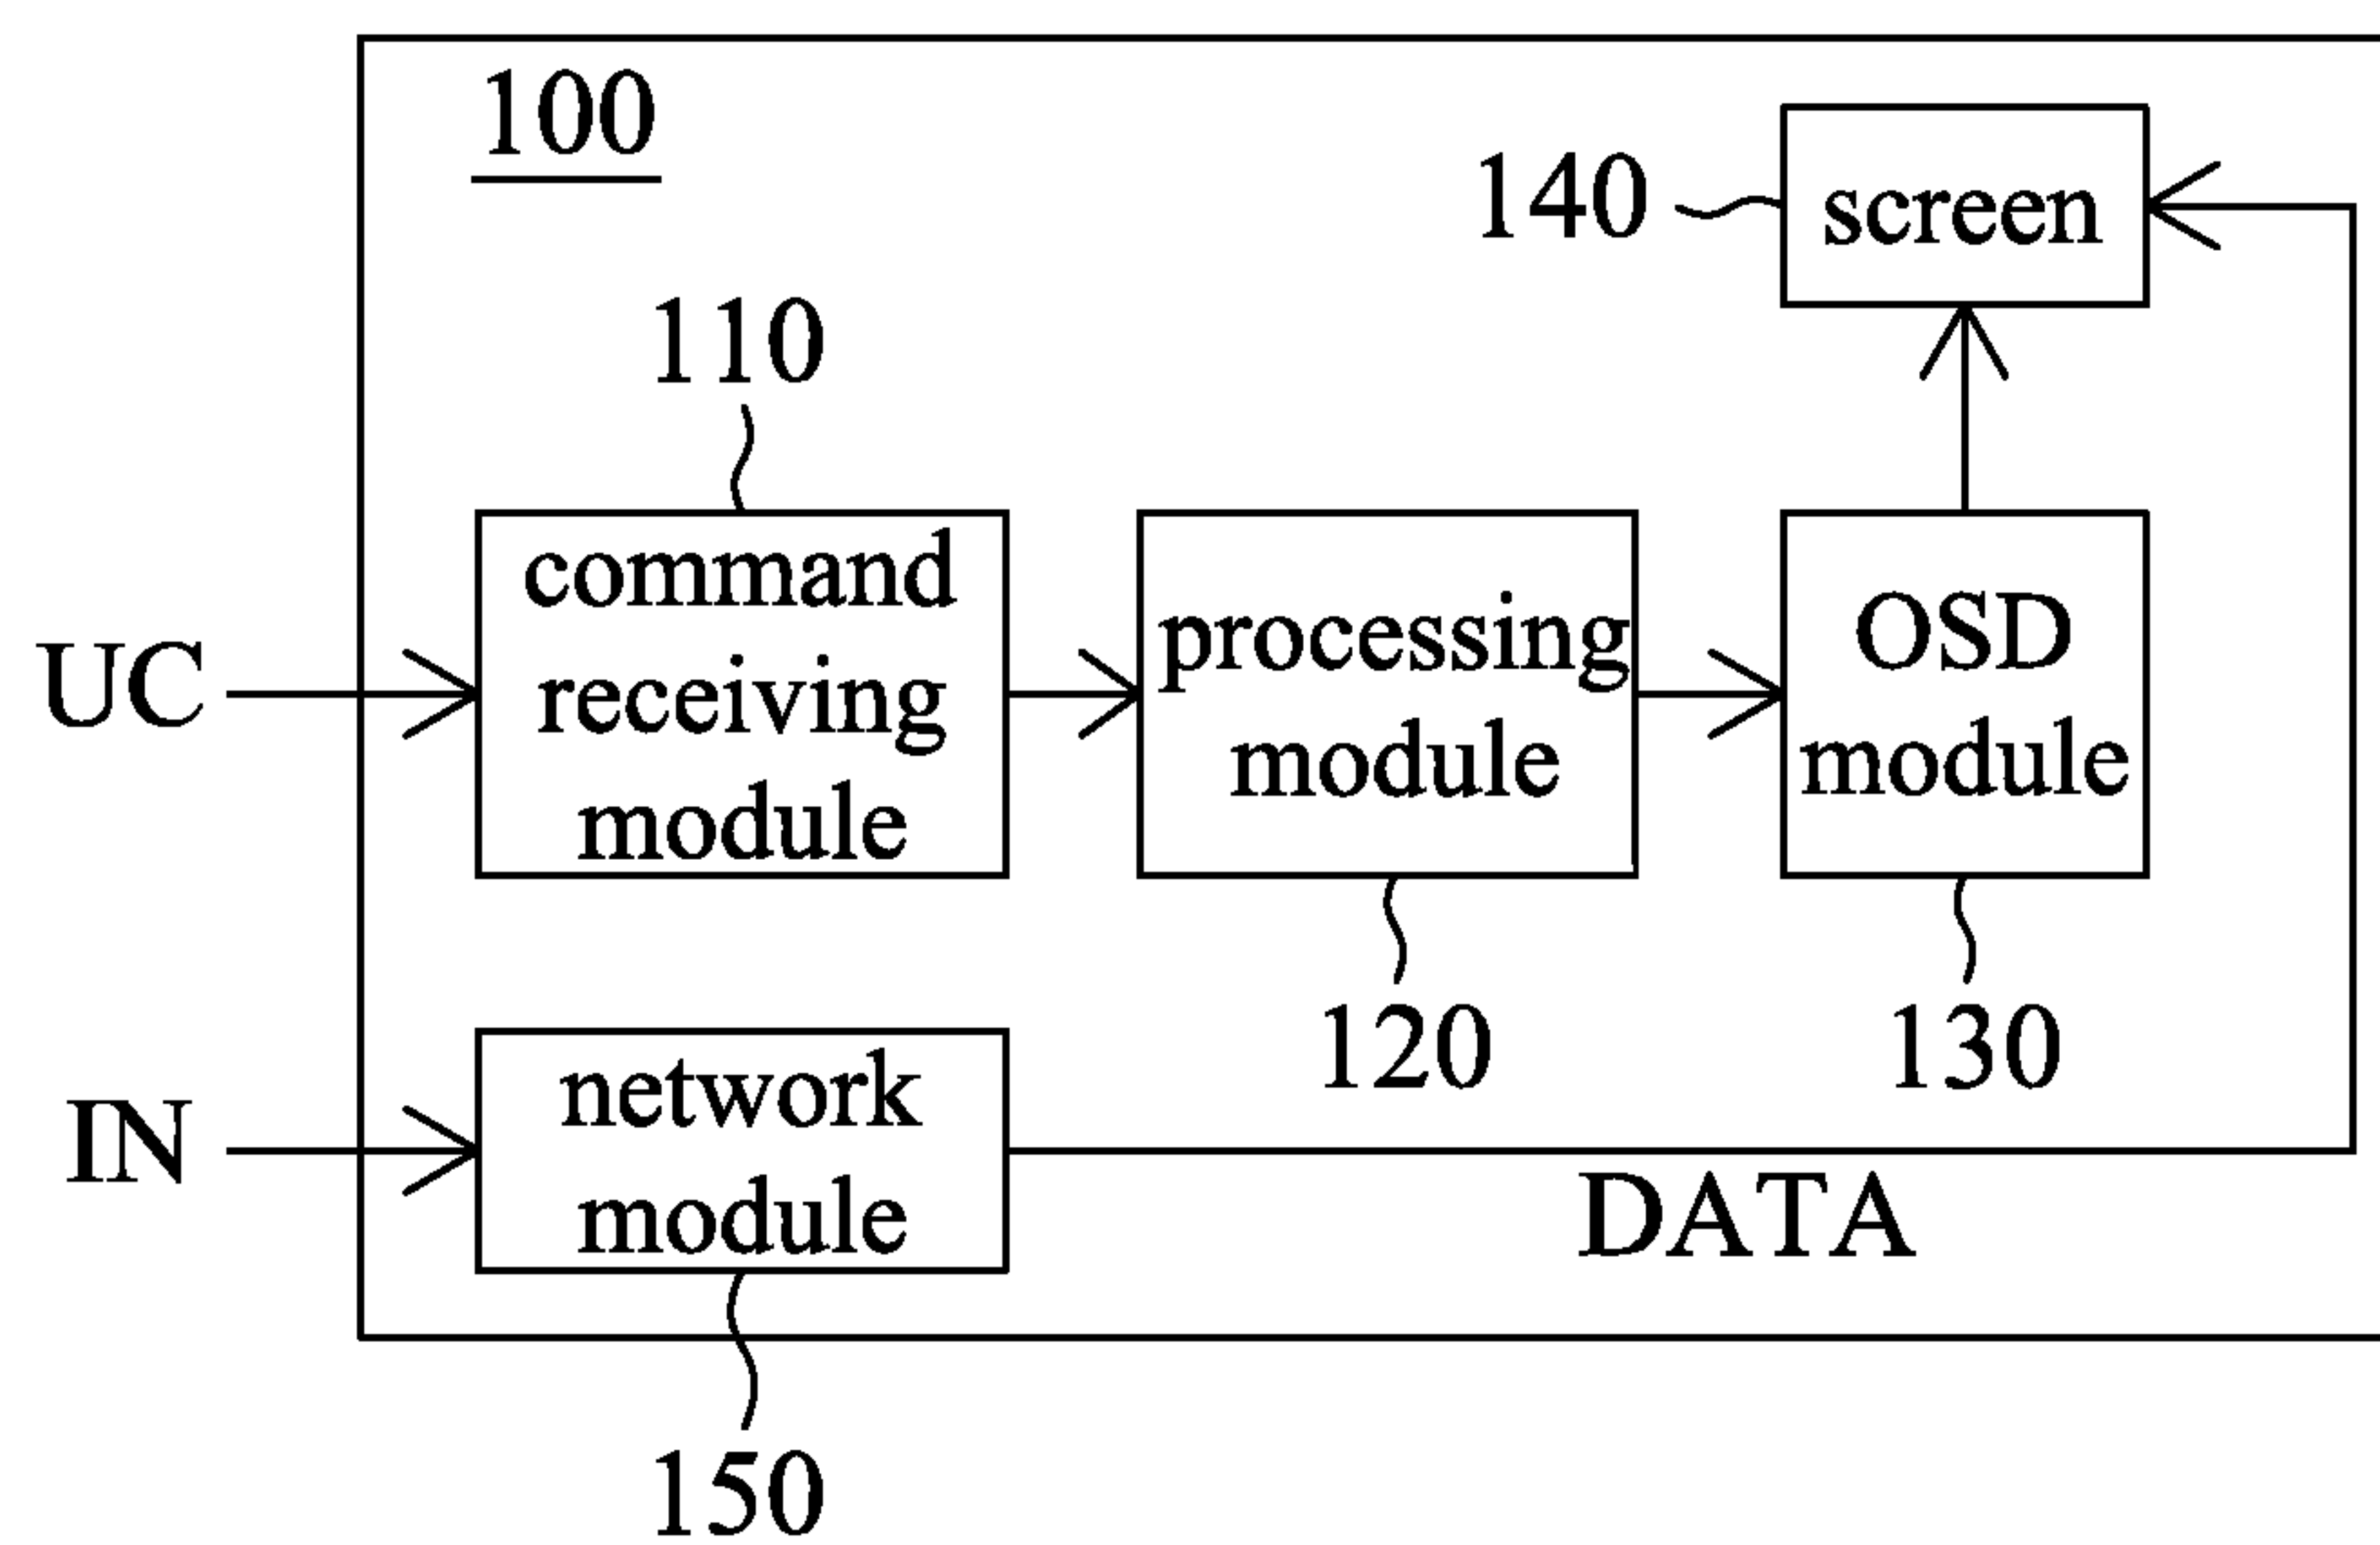 100
140
screen
110
command
receiving
module
processing
module
OSD
module
UC
120
130
network
module
IN
DATA
150